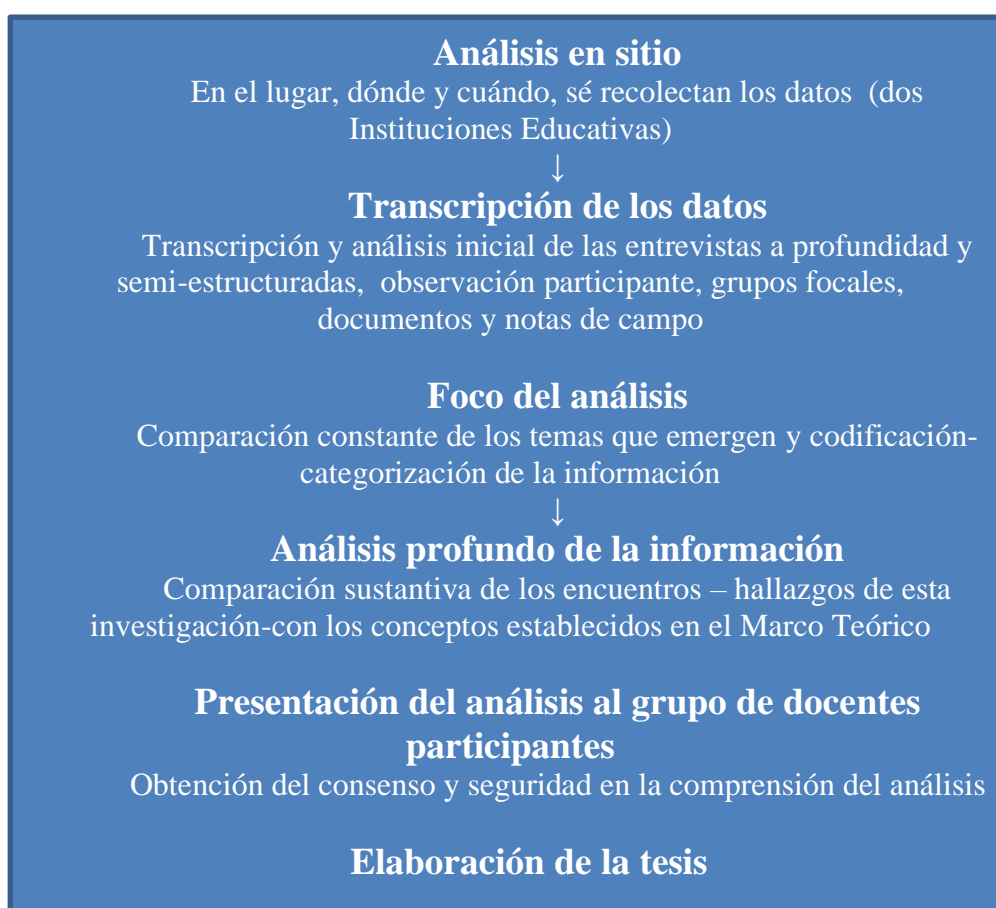 Análisis en sitio
En el lugar, dónde y cuándo, sé recolectan los datos (dos
Instituciones Educativas)
↓
Transcripción de los datos
Transcripción y análisis inicial de las entrevistas a profundidad y
semi-estructuradas, observación participante, grupos focales,
documentos y notas de campo
Foco del análisis
Comparación constante de los temas que emergen y codificación-
categorización de la información
↓
Análisis profundo de la información
Comparación sustantiva de los encuentros – hallazgos de esta
investigación-con los conceptos establecidos en el Marco Teórico
Presentación del análisis al grupo de docentes
participantes
Obtención del consenso y seguridad en la comprensión del análisis
Elaboración de la tesis